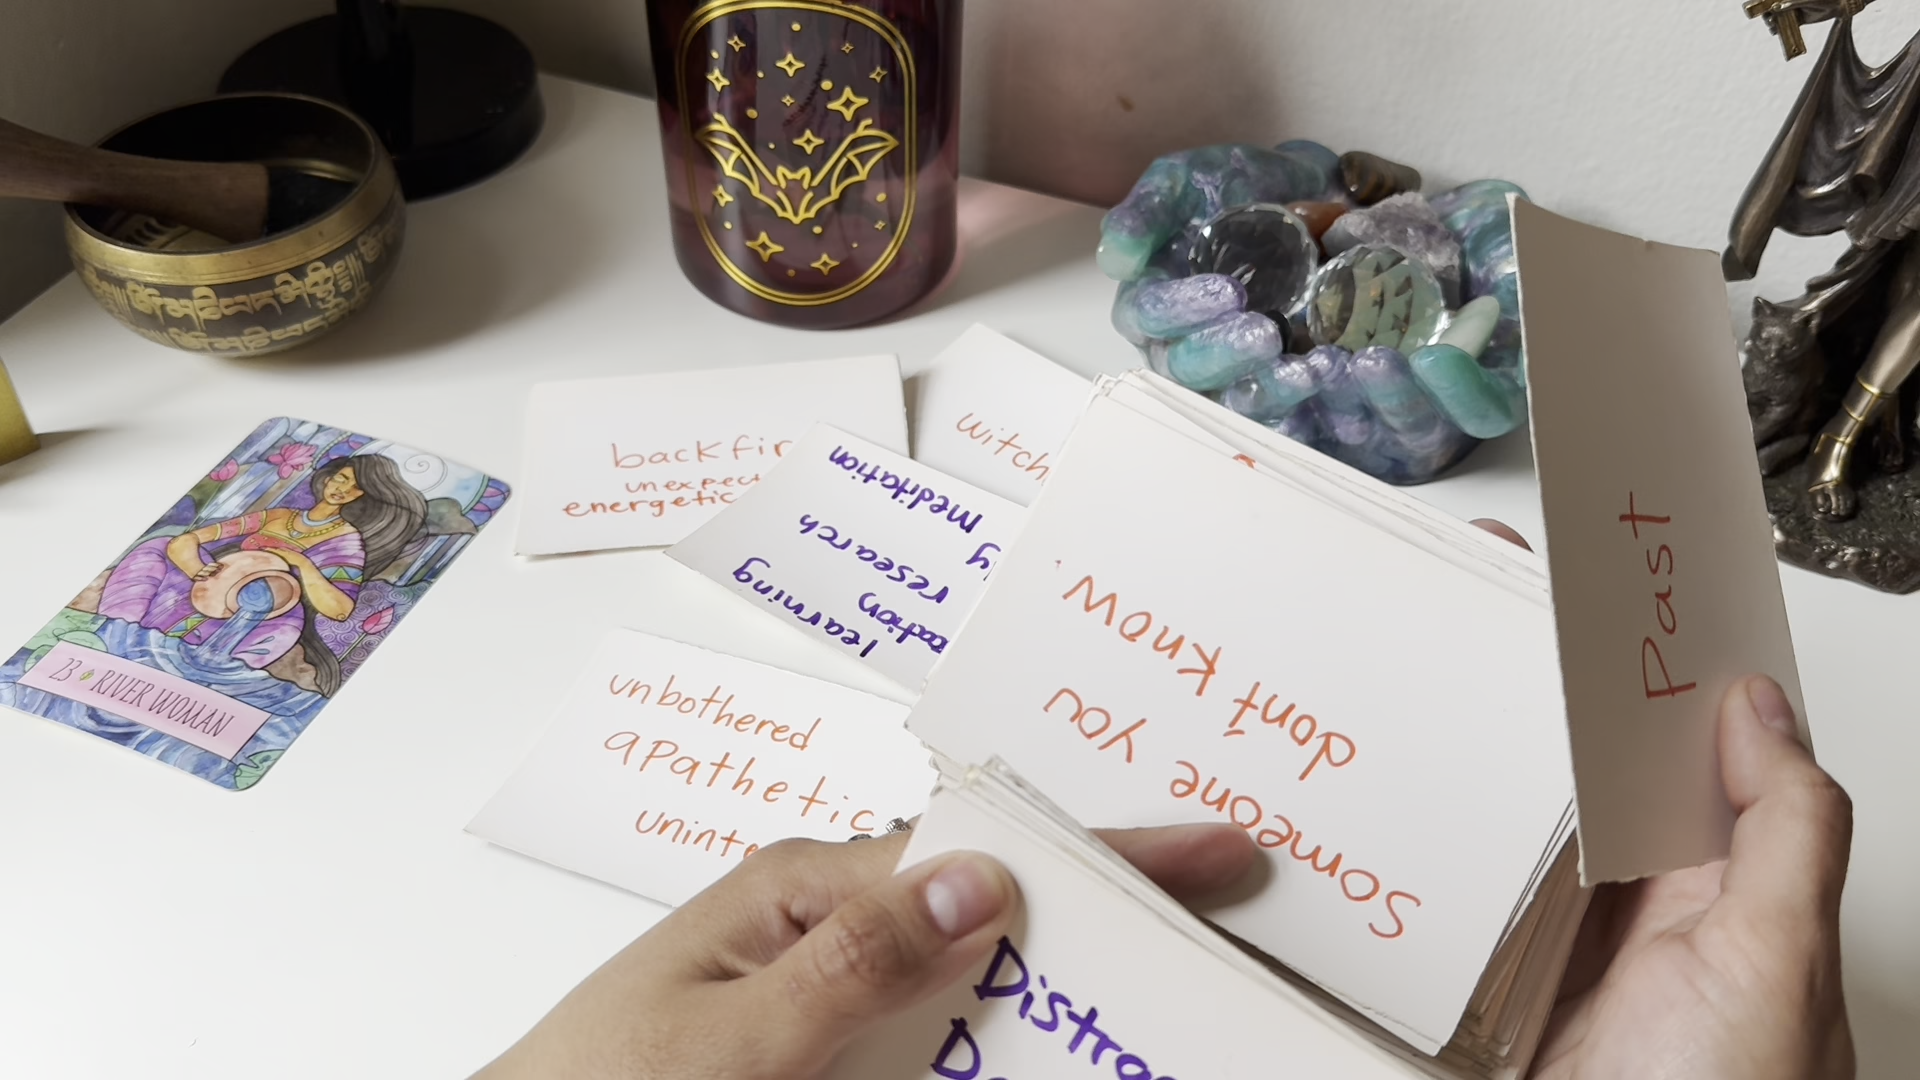 23 RIVER WOMAN
backfir
unexpect
energetic
witch
learning
research
meditation
unbothered
apathetic
uninte
someone you
don't know
Past
Distra